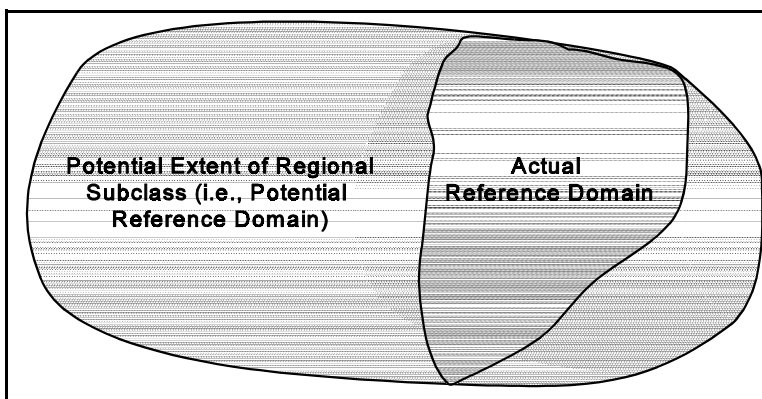 Potential Extent of Regional
Subclass (i.e., Potential
Reference Domain)
Actual
Reference Domain